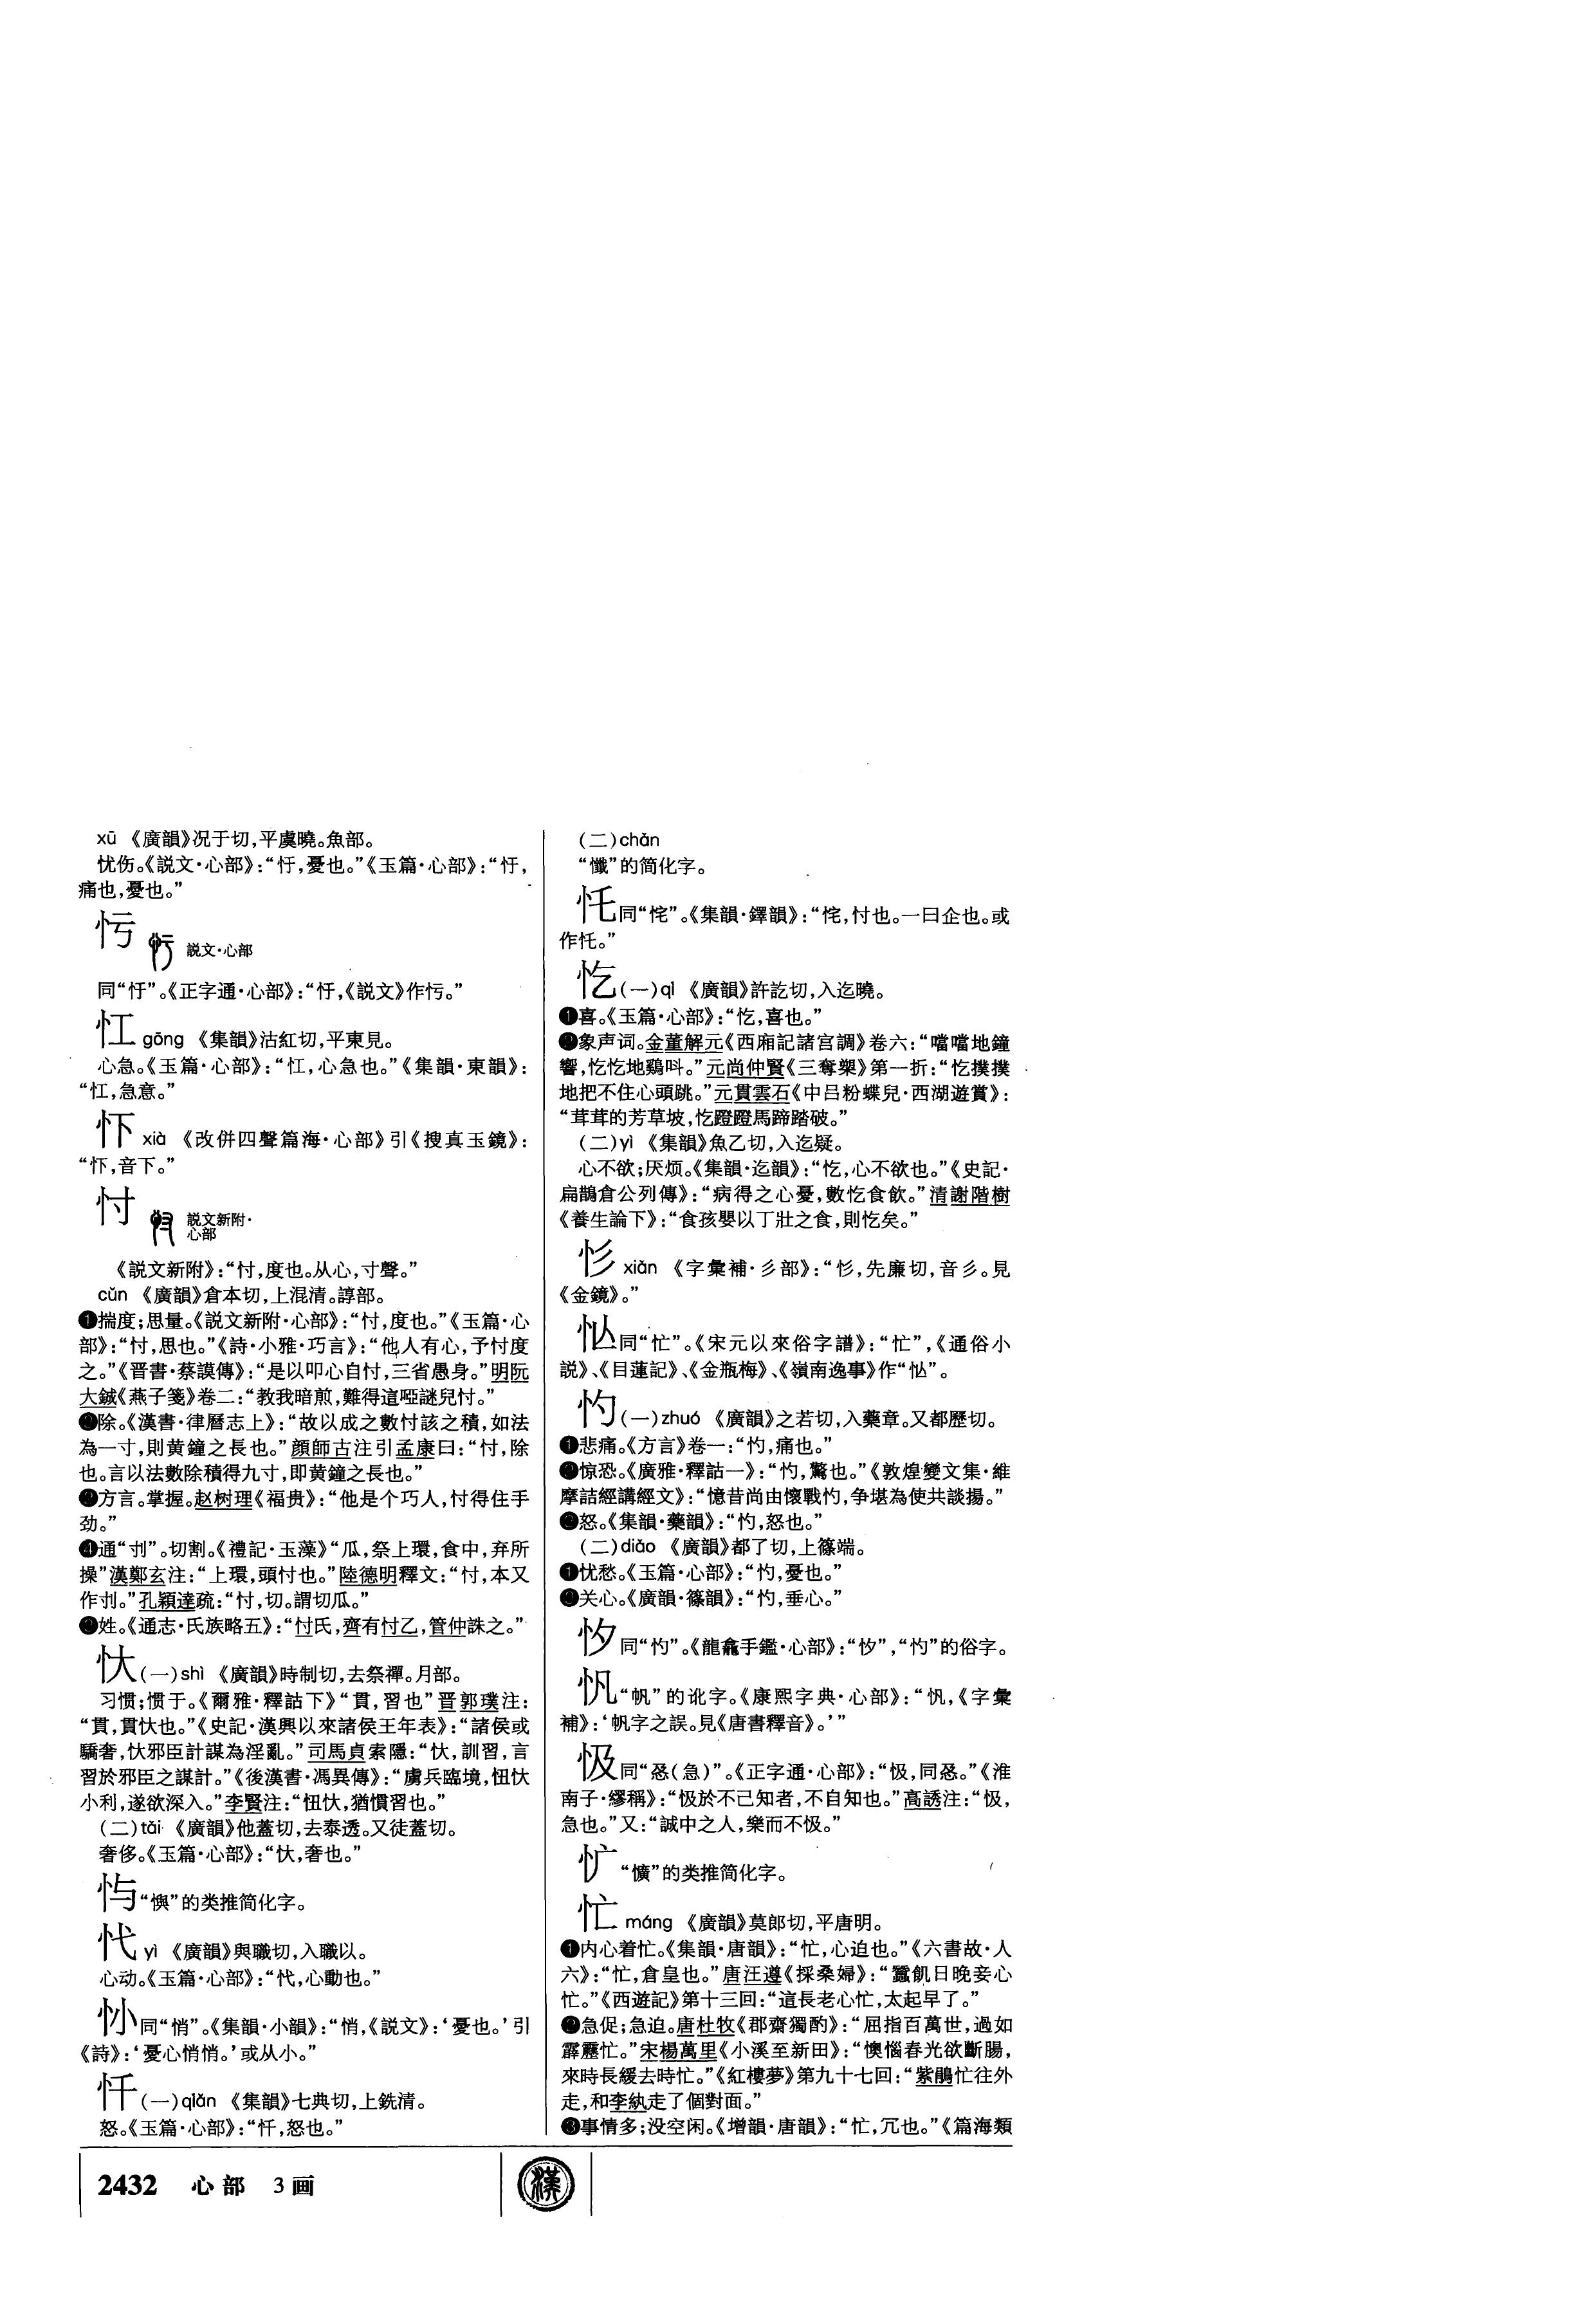 xū 《廣韻》况于切,平虞曉。魚部。
忧伤。《説文·心部》:“忬,憂也。”《玉篇·心部》:“忬,
痛也,憂也。”
説文·心部
同“忬”。《正字通·心部》:“忬,《説文》作㤄。”
㤨 gōng 《集韻》沽紅切,平東見。
心急。《玉篇·心部》:“㤨,心急也。”《集韻·東韻》:
“㤨,急意。”
xià 《改併四聲篇海·心部》引《搜真玉鏡》:
“音下。”
忖 説文新附·
心部
《説文新附》:“忖,度也。从心,寸聲。”
cǔn 《廣韻》倉本切,上混清。諄部。
❶揣度;思量。《説文新附·心部》:“忖,度也。”《玉篇·心
部》:“忖,思也。”《詩·小雅·巧言》:“他人有心,予忖度
之。”《晋書·蔡謨傳》:“是以叩心自忖,三省愚身。”明阮
大鋮《燕子箋》卷二:“教我暗煎,難得這啞謎兒忖。”
❷除。《漢書·律曆志上》:“故以成之數忖該之積,如法
為一寸,則黄鐘之長也。”顔師古注引孟康曰:“忖,除
也。言以法數除積得九寸,即黄鐘之長也。”
❸方言。掌握。赵树理《福贵》:“他是个巧人,忖得住手
劲。”
❹通“刌”。切割。《禮記·玉藻》“瓜,祭上環,食中,弃所
操”漢鄭玄注:“上環,頭忖也。”陸德明釋文:“忖,本又
作刌。”孔穎達疏:“忖,切。謂切瓜。”
❺姓。《通志·氏族略五》:“忖氏,齊有忖乙,管仲誅之。”
忕(一)shì 《廣韻》時制切,去祭禪。月部。
习惯;惯于。《爾雅·釋詁下》“貫,習也”晋郭璞注:
“貫,貫忕也。”《史記·漢興以來諸侯王年表》:“諸侯或
驕奢,忕邪臣計謀為淫亂。”司馬貞索隱:“忕,訓習,言
習於邪臣之謀計。”《後漢書·馮異傳》:“虜兵臨境,忸忕
小利,遂欲深入。”李賢注:“忸忕,猶慣習也。”
(二)tài 《廣韻》他蓋切,去泰透。又徒蓋切。
奢侈。《玉篇·心部》:“忕,奢也。”
“懙”的类推简化字。
忲 yì 《廣韻》與職切,入職以。
心动。《玉篇·心部》:“㣧,心動也。”
同“悄”。《集韻·小韻》:“悄,《説文》:‘憂也。’引
《詩》:‘憂心悄悄。’或从小。”
忏(一)qiǎn 《集韻》七典切,上銑清。
怒。《玉篇·心部》:“忏,怒也。”
(二)chàn
“懺”的简化字。
同“㤞”。《集韻·鐸韻》:“㤞,忖也。一曰企也。或
作忯。”
忔(一)qì 《廣韻》許訖切,入迄曉。
❶喜。《玉篇·心部》:“忔,喜也。”
❷象声词。金董解元《西廂記諸宫調》卷六:“噹噹地鐘
響,忔忔地鷄呌。”元尚仲賢《三奪槊》第一折:“忔撲撲
地把不住心頭跳。”元貫雲石《中吕粉蝶兒·西湖遊賞》:
“茸茸的芳草坡,忔蹬蹬馬蹄踏破。”
(二)yì 《集韻》魚乙切,入迄疑。
心不欲;厌烦。《集韻·迄韻》:“忔,心不欲也。”《史記·
扁鵲倉公列傳》:“病得之心憂,數忔食飲。”清謝階樹
《養生論下》:“食孩嬰以丁壯之食,則忔矣。”
xiān 《字彙補·彡部》:“先廉切,音彡。見
《金鏡》。”
同“忙”。《宋元以來俗字譜》:“忙”,《通俗小
説》、《目蓮記》、《金瓶梅》、《嶺南逸事》作
忄勺(一)zhuó 《廣韻》之若切,入藥章。又都歷切。
❶悲痛。《方言》卷一:“忄勺,痛也。”
❷惊恐。《廣雅·釋詁一》:“忄勺,驚也。”《敦煌變文集·維
摩詰經講經文》:“憶昔尚由懷戰忄勺,争堪為使共談揚。”
❸怒。《集韻·藥韻》:“忄勺,怒也。”
(二)diǎo 《廣韻》都了切,上篠端。
❶忧愁。《玉篇·心部》:“忄勺,憂也。”
❷关心。《廣韻·篠韻》:“忄勺,垂心。”
同“忄勺”。《龍龕手鑑·心部》:“忄勺”的俗字。
忛“帆”的讹字。《康熙字典·心部》:“忛,《字彙
補》:‘帆字之誤。見《唐書釋音》。’”
忣同“㤂(急)”。《正字通·心部》:“忣,同㤂。”《淮
南子·繆稱》:“忣於不己知者,不自知也。”高誘注:“忣,
急也。”又:“誠中之人,樂而不忣。”
“懭”的类推简化字。
忙 máng 《廣韻》莫郎切,平唐明。
❶内心着忙。《集韻·唐韻》:“忙,心迫也。”《六書故·人
六》:“忙,倉皇也。”唐汪遵《採桑婦》:“蠶飢日晚妾心
忙。”《西遊記》第十三回:“這長老心忙,太起早了。”
❷急促;急迫。唐杜牧《郡齋獨酌》:“屈指百萬世,過如
霹靂忙。”宋楊萬里《小溪至新田》:“懊惱春光欲斷腸,
來時長緩去時忙。”《紅樓夢》第九十七回:“紫鵑忙往外
走,和李紈走了個對面。”
❸事情多;没空闲。《增韻·唐韻》:“忙,冗也。”《篇海類
2432 心部 3画
漢